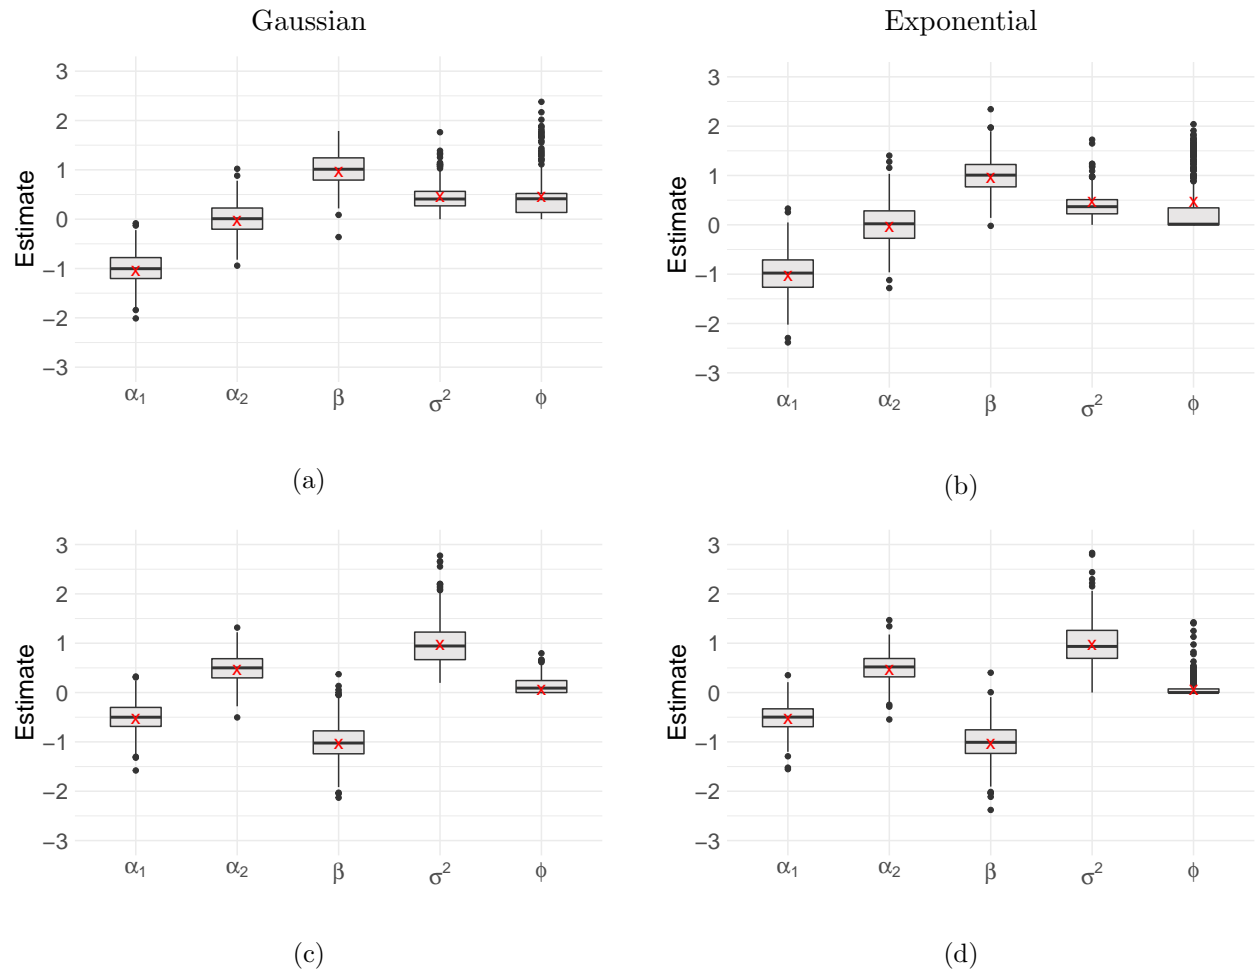 Gaussian
Exponential
3
2
1
0
−1
−2
−3
Estimate
α1
α2
β
σ2
ϕ
3
2
1
0
−1
−2
−3
Estimate
α1
α2
β
σ2
ϕ
(a)
(b)
3
2
1
0
−1
−2
−3
Estimate
α1
α2
β
σ2
ϕ
3
2
1
0
−1
−2
−3
Estimate
α1
α2
β
σ2
ϕ
(c)
(d)